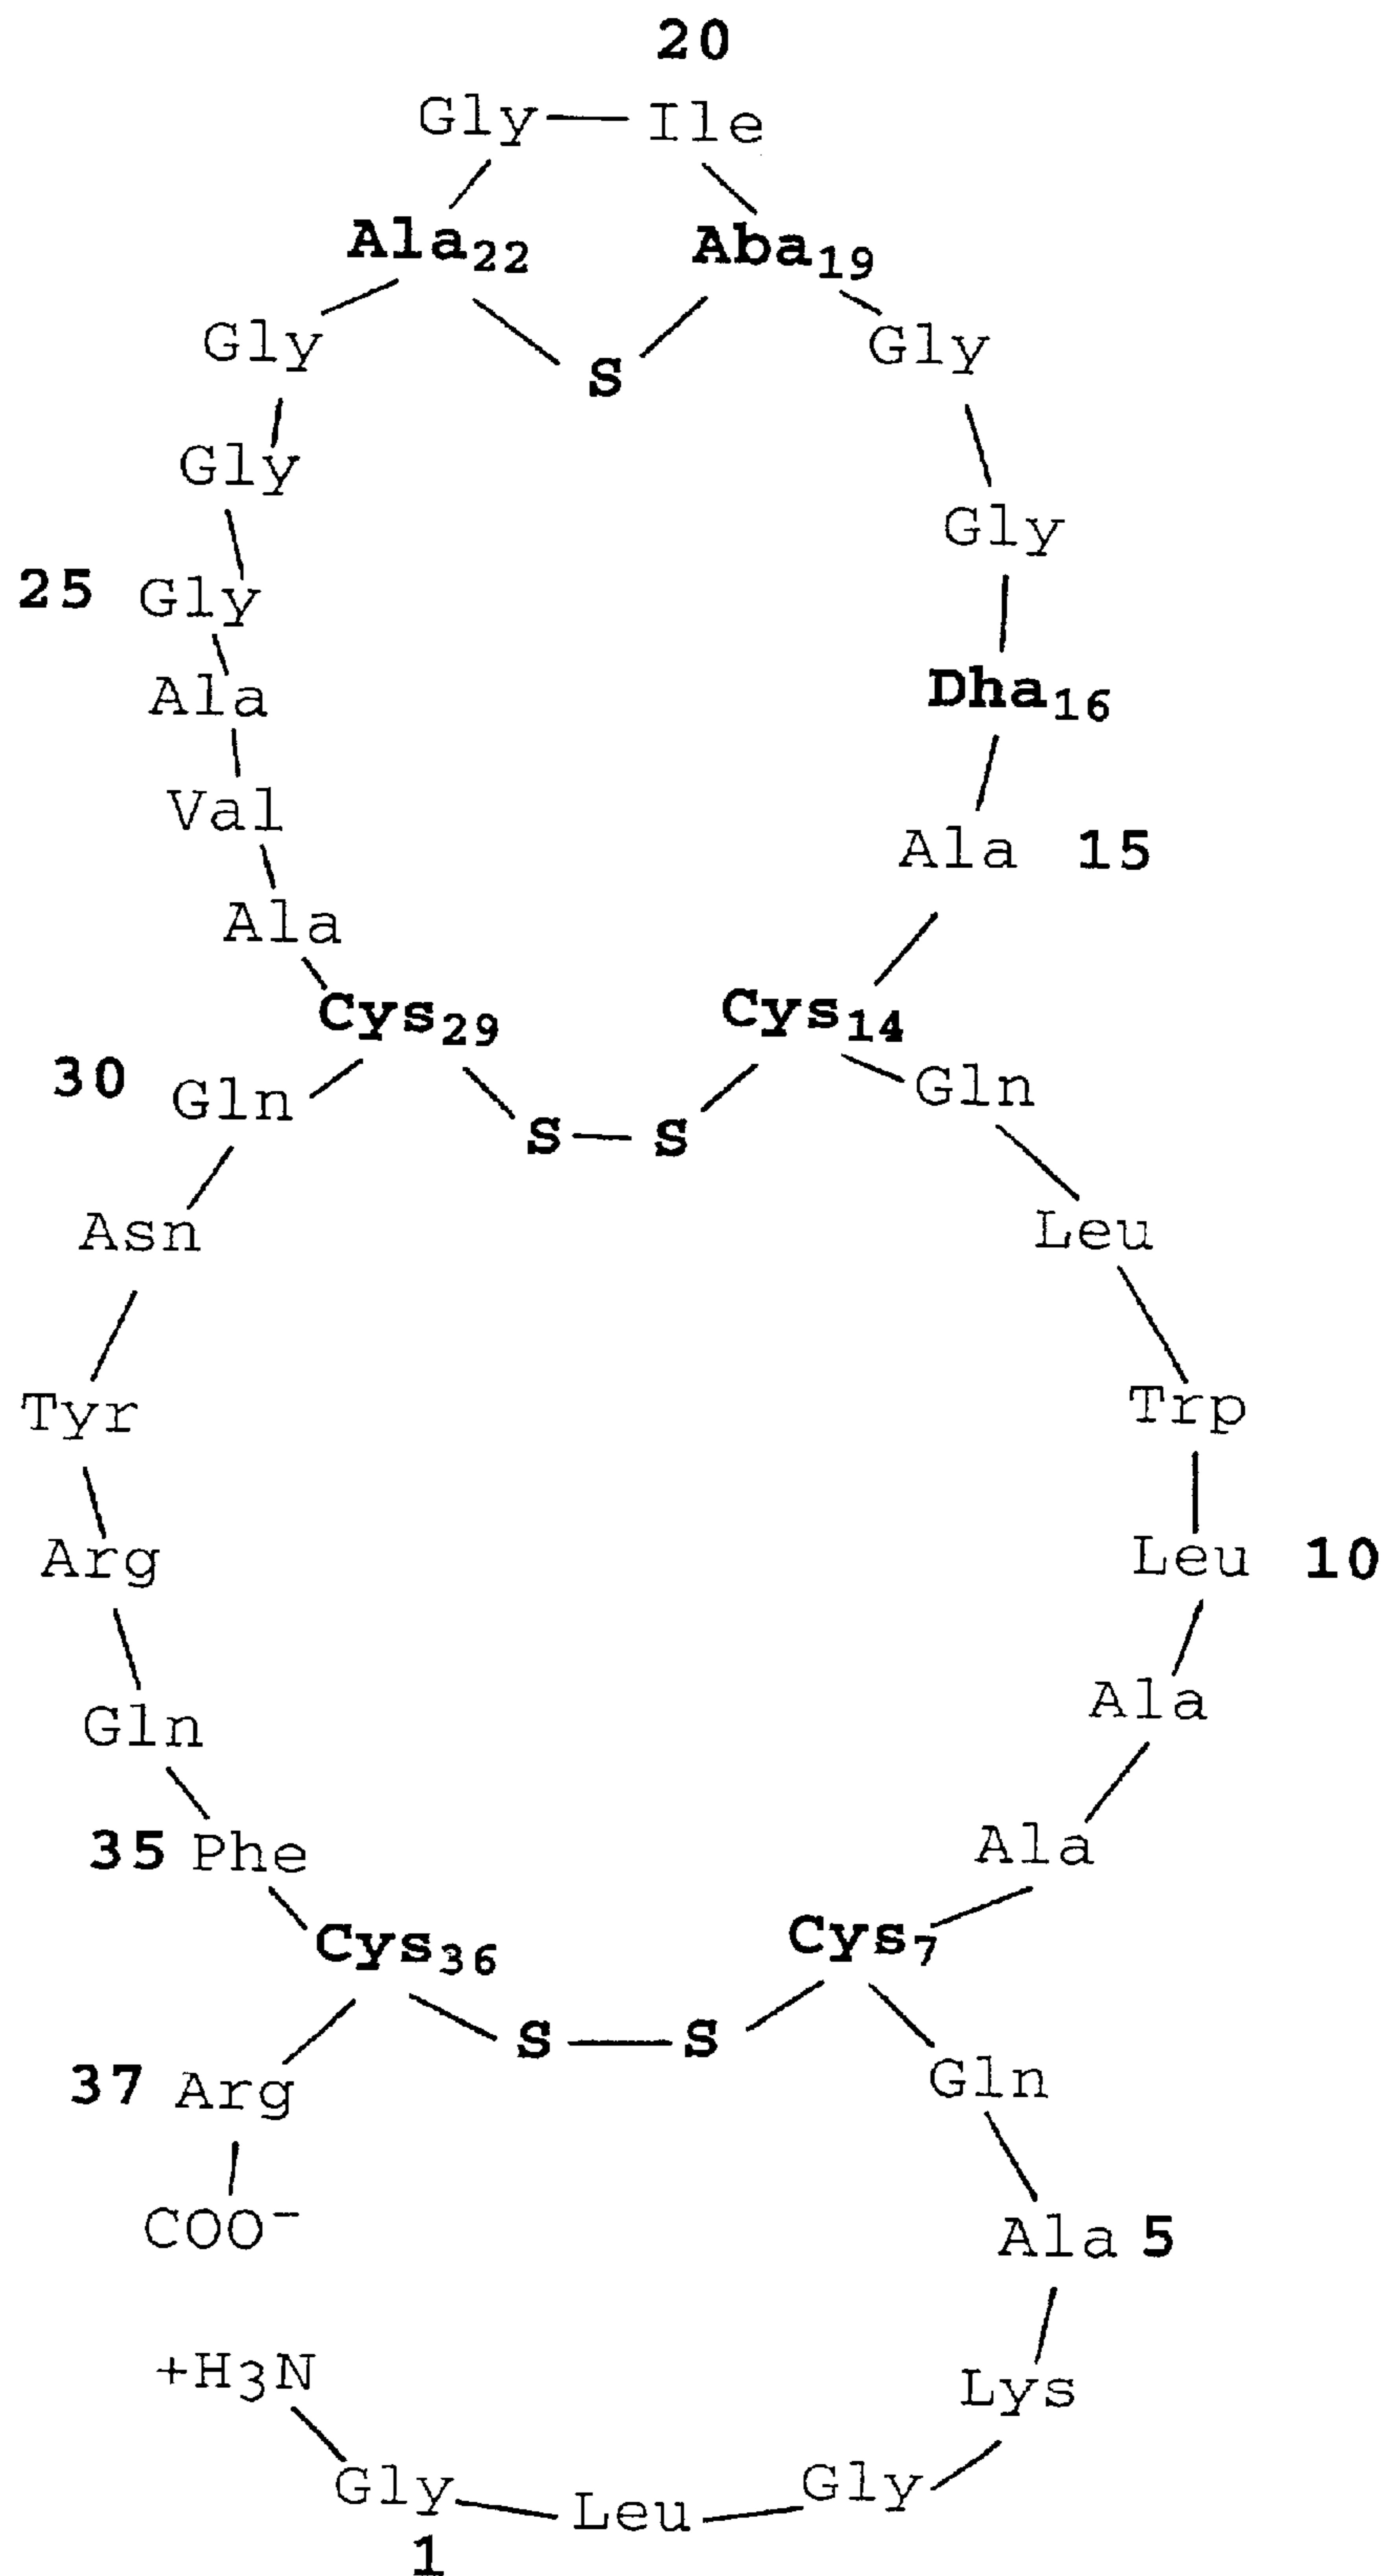 20
Gly Ile
Ala22 Aba19
Gly S Gly
Gly Gly
25 Gly
Ala Dha16
Val Ala 15
Ala
Cys29 Cys14
30 Gln Gln
S S
Asn Leu
Tyr Trp
Arg Leu 10
Gln Ala
35 Phe Ala
Cys36 Cys7
S S
37 Arg Gln
COO- Ala 5
+H3N Lys
Gly Leu Gly
1